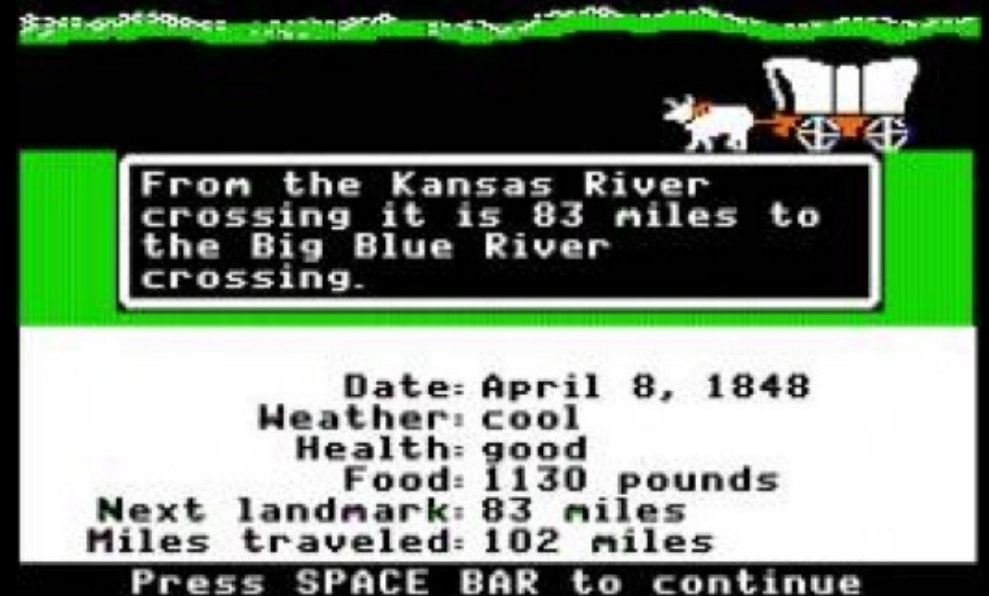 From the Kansas River
crossing it is 83 miles to
the Big Blue River
crossing.
Date: April 8, 1848
Weather: cool
Health: good
Food: 1130 pounds
Next landmark: 83 miles
Miles traveled: 102 miles
Press SPACE BAR to continue